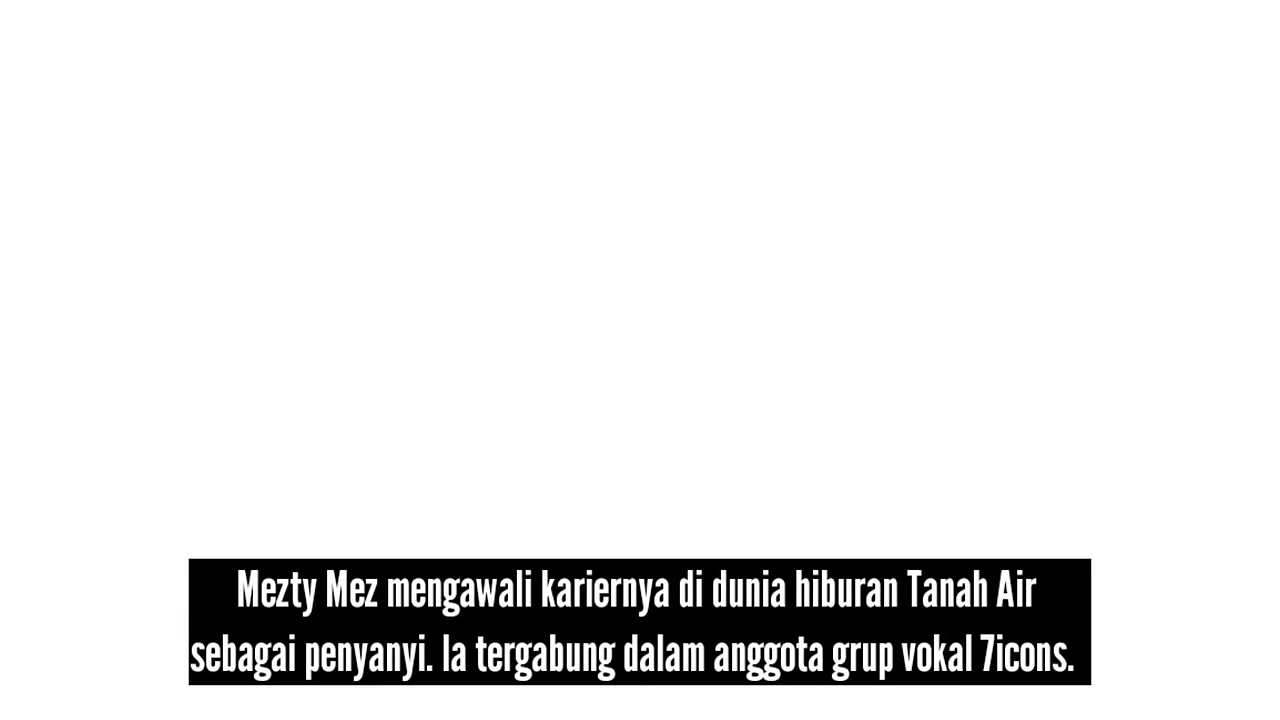 Mezty Mez mengawali kariernya di dunia hiburan Tanah Air
sebagai penyanyi. Ia tergabung dalam anggota grup vokal 7icons.